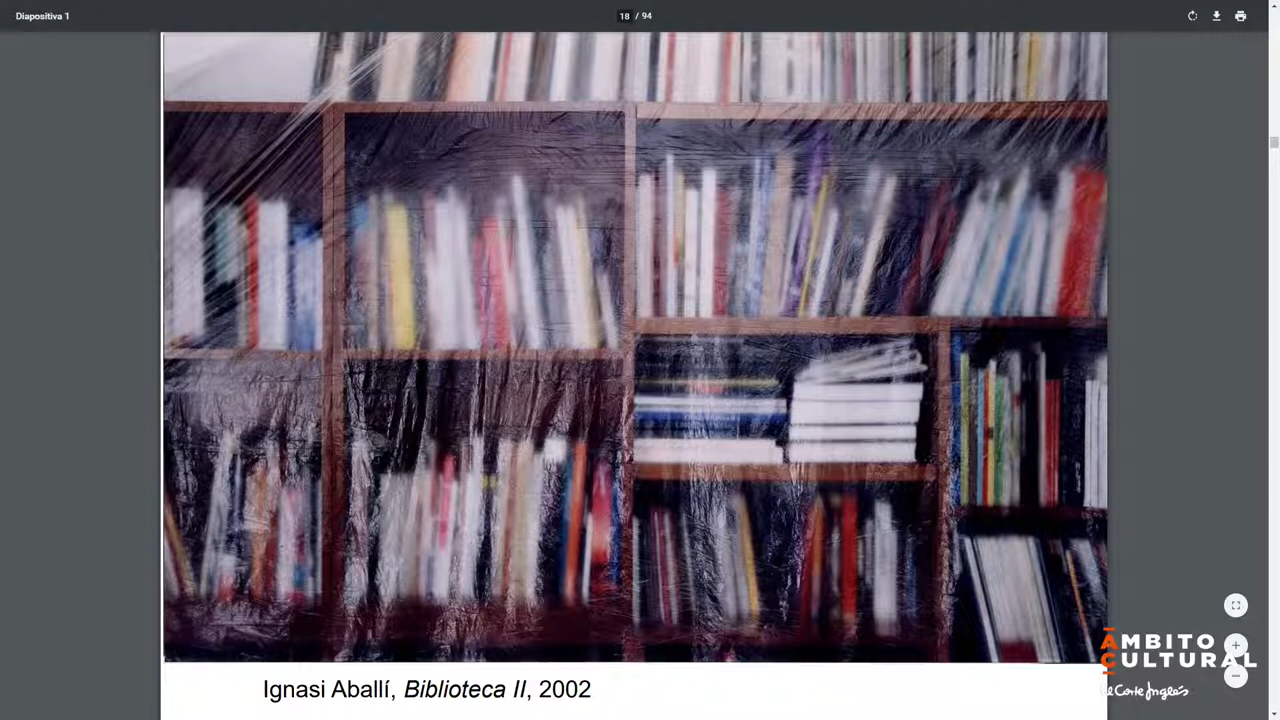 Diapositiva 1
18 / 94
Ignasi Aballí, Biblioteca II, 2002
ÁMBITO
CULTURAL
El Corte Inglés